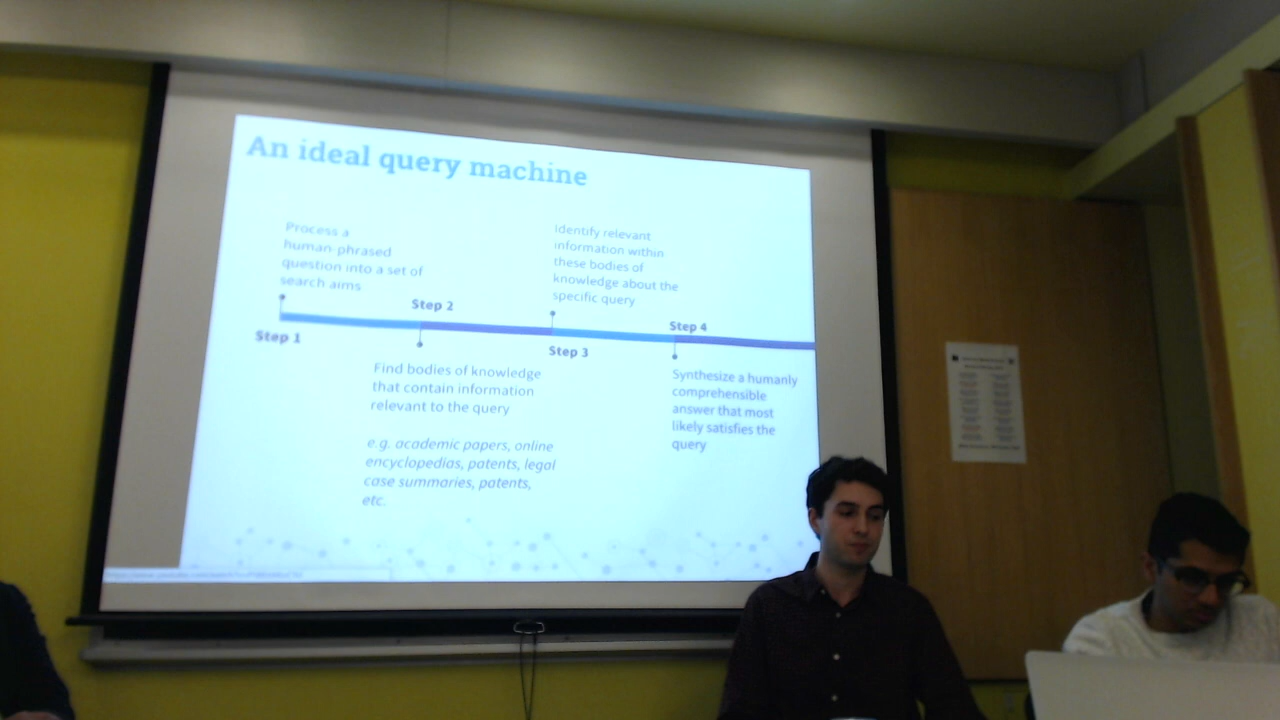 An ideal query machine
Process a
human-phrased
question into a set of
search aims
Step 1
Step 2
Find bodies of knowledge
that contain information
relevant to the query
e.g. academic papers, online
encyclopedias, patents, legal
case summaries, patents,
etc.
Identify relevant
information within
these bodies of
knowledge about the
specific query
Step 3
Step 4
Synthesize a humanly
comprehensible
answer that most
likely satisfies the
query